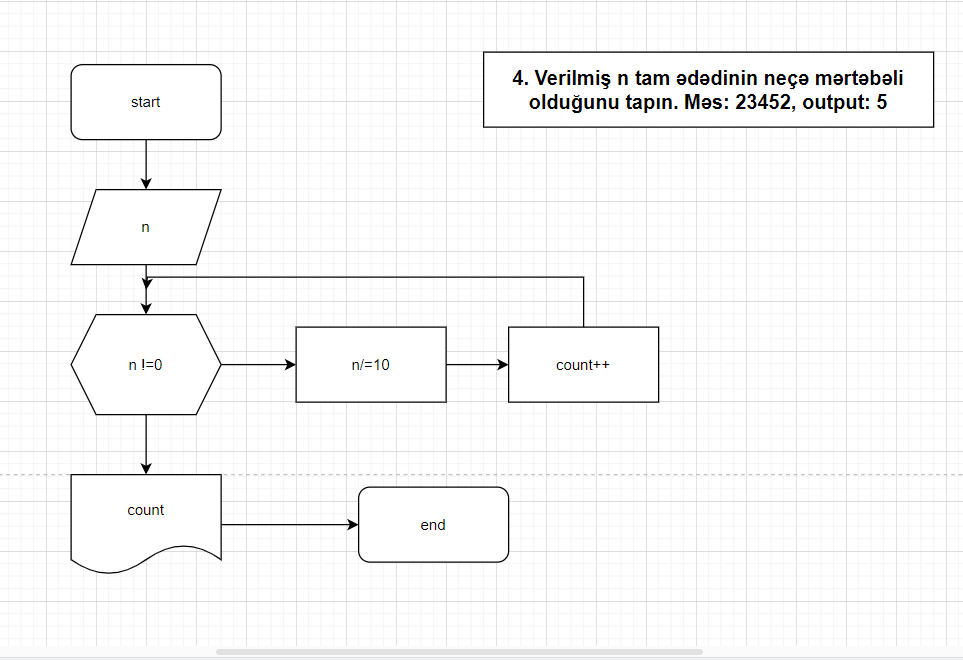 start
4. Verilmiş n tam ədədinin neçə mərtəbəli
olduğunu tapın. Məs: 23452, output: 5
n
n !=0
n/=10
count++
count
end